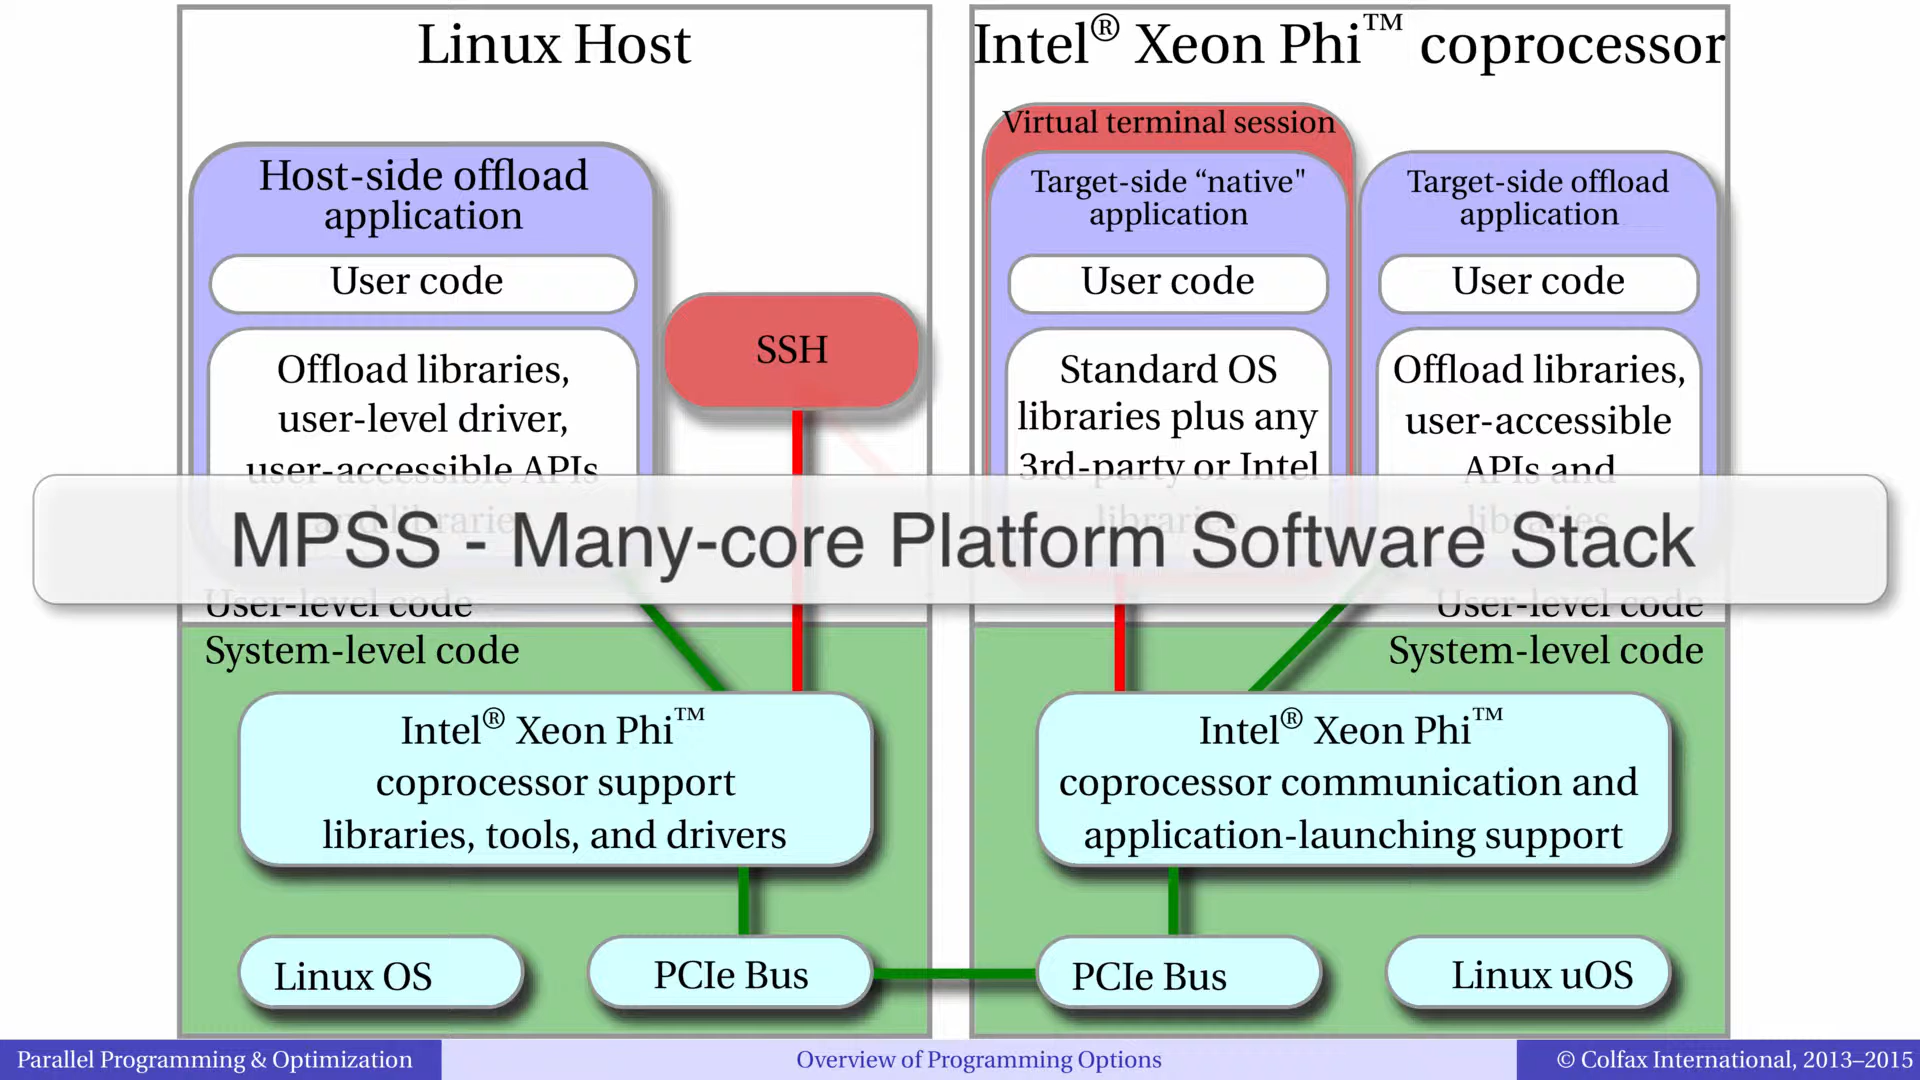 Linux Host
Host-side offload
application
User code
Offload libraries,
user-level driver,
user-accessible APIs
and libraries
SSH
User-level code
System-level code
Intel® Xeon Phi™
coprocessor support
libraries, tools, and drivers
Linux OS
PCIe Bus
Intel® Xeon Phi™ coprocessor
Virtual terminal session
Target-side “native"
application
User code
Standard OS
libraries plus any
3rd-party or Intel
libraries
Target-side offload
application
User code
Offload libraries,
user-accessible
APIs and
libraries
User-level code
System-level code
Intel® Xeon Phi™
coprocessor communication and
application-launching support
PCIe Bus
Linux uOS
MPSS - Many-core Platform Software Stack
Parallel Programming & Optimization
Overview of Programming Options
© Colfax International, 2013–2015